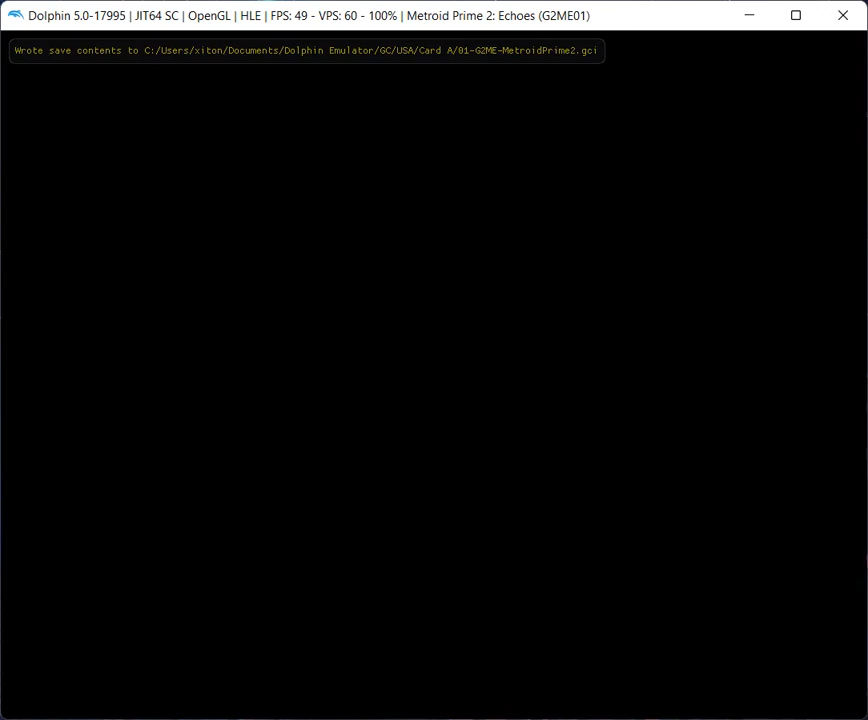 Dolphin 5.0-17995 | JIT64 SC | OpenGL | HLE | FPS: 49 - VPS: 60 - 100% | Metroid Prime 2: Echoes (G2ME01)
Wrote save contents to C:/Users/xiton/Documents/Dolphin Emulator/GC/USA/Card A/01-G2ME-MetroidPrime2.gci